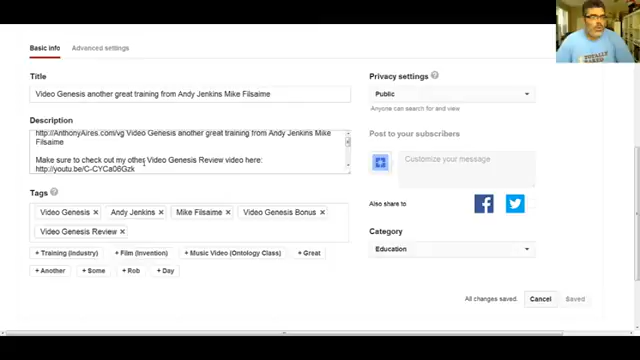 Basic info Advanced settings
Title
Video Genesis another great training from Andy Jenkins Mike Filsaime
Description
http://AnthonyAires.com/vg Video Genesis another great training from Andy Jenkins Mike
Filsaime
Make sure to check out my other Video Genesis Review video here:
http://youtu.be/C-CYCa06Gzk
Tags
Video Genesis × Andy Jenkins × Mike Filsaime × Video Genesis Bonus ×
Video Genesis Review ×
+ Training (Industry) + Film (Invention) + Music Video (Ontology Class) + Great
+ Another + Some + Rob + Day
Privacy settings
Public
Anyone can search for and view
Post to your subscribers
Customize your message
Also share to
Category
Education
All changes saved. Cancel Saved